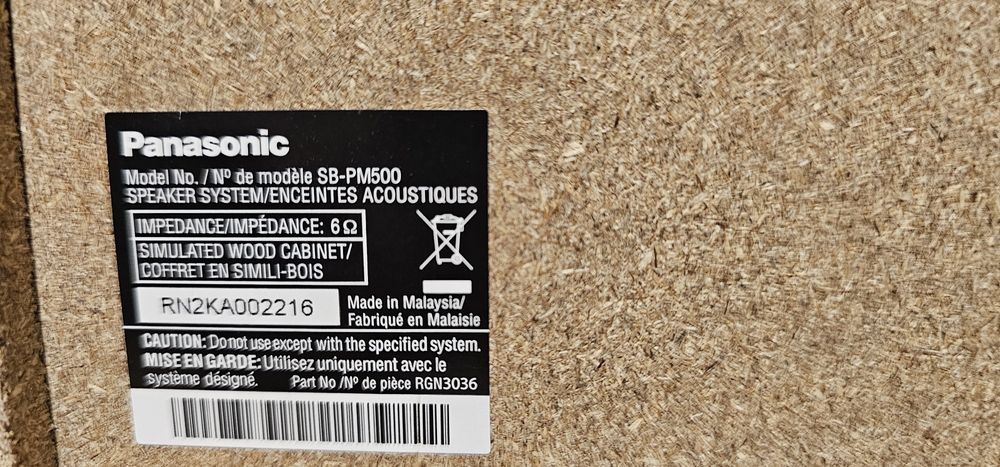 Panasonic
Model No. / Nº de modèle SB-PM500
SPEAKER SYSTEM/ENCEINTES ACOUSTIQUES
IMPEDANCE/IMPÉDANCE: 6Ω
SIMULATED WOOD CABINET/
COFFRET EN SIMILI-BOIS
RN2KA002216
Made in Malaysia/
Fabriqué en Malaisie
CAUTION: Do not use except with the specified system.
MISE EN GARDE: Utilisez uniquement avec le
système désigné. Part No /Nº de pièce RGN3036